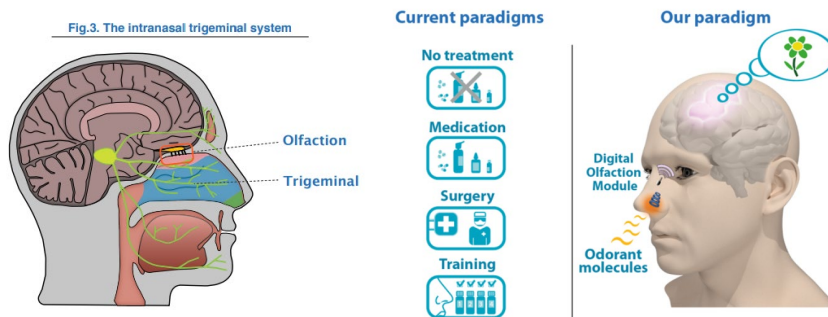 Fig.3. The intranasal trigeminal system
Olfaction
Trigeminal
Current paradigms
No treatment
Medication
Surgery
Training
Our paradigm
Digital
Olfaction
Module
Odorant
molecules